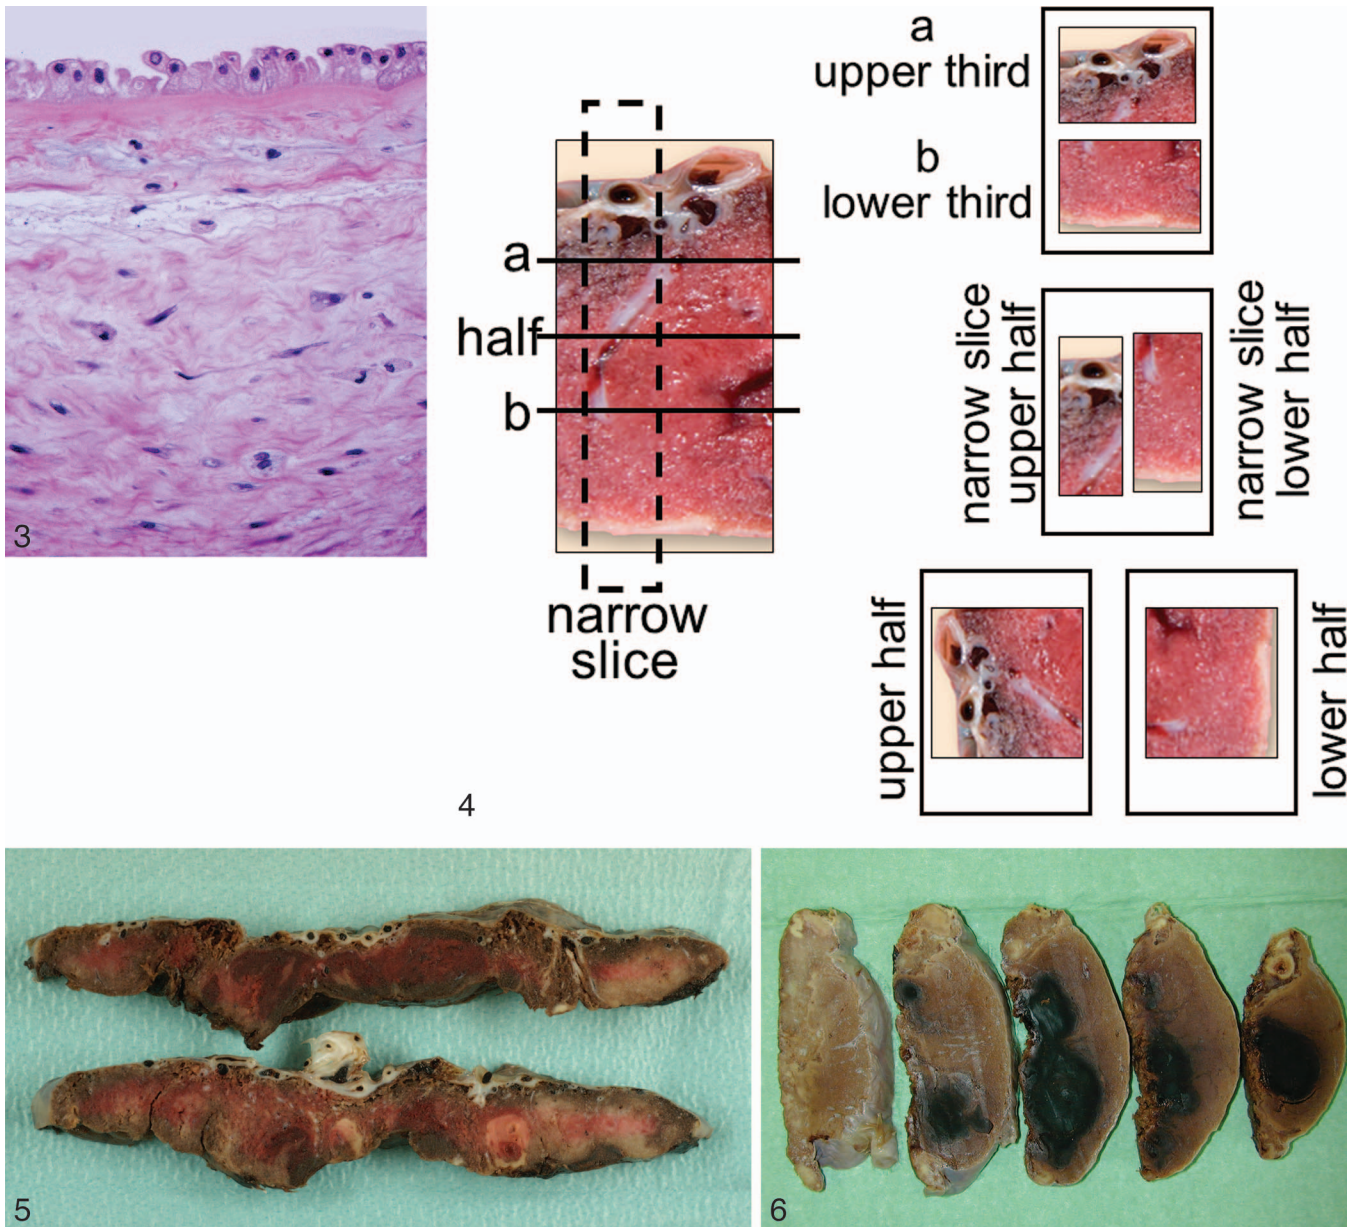 3
a
half
b
narrow
slice
4
a
upper third
b
lower third
narrow slice
upper half
narrow slice
lower half
upper half
lower half
5
6